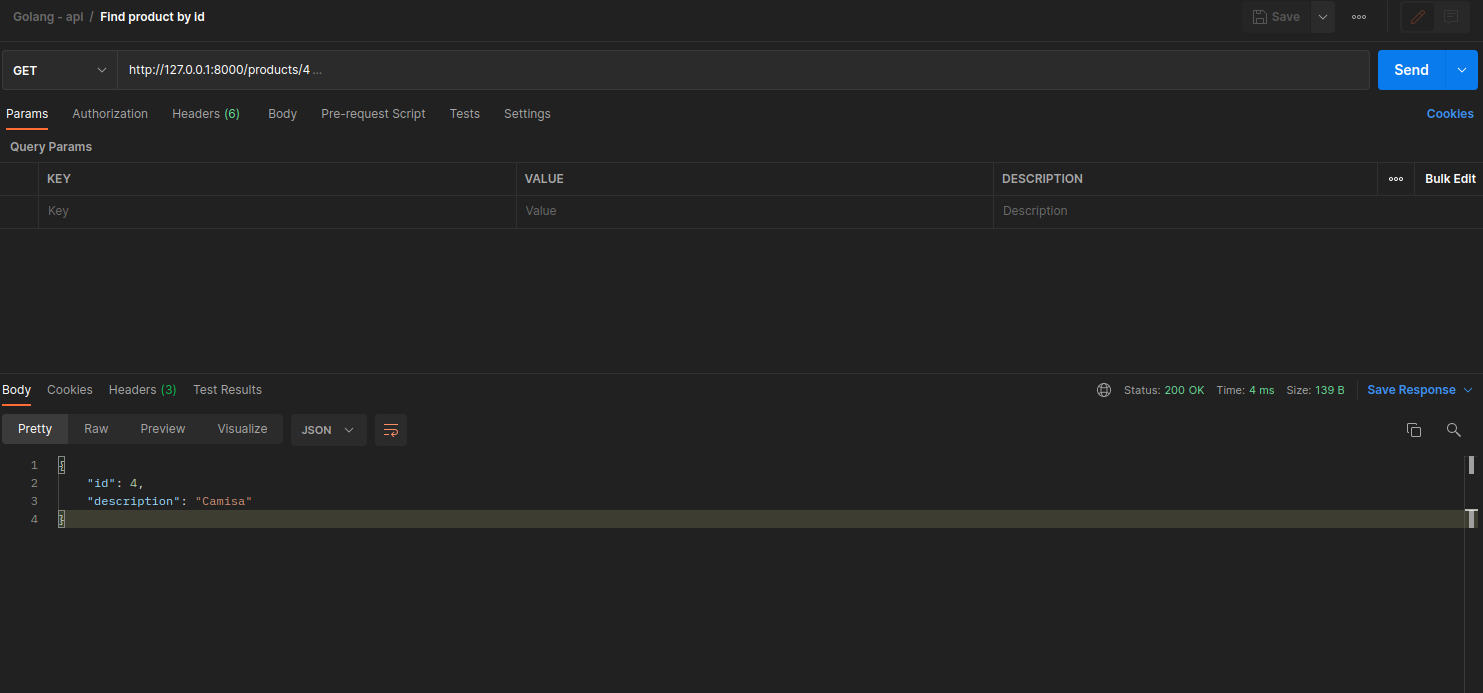 Golang - api / Find product by id
Save
GET http://127.0.0.1:8000/products/4 ... Send
Params Authorization Headers (6) Body Pre-request Script Tests Settings Cookies
Query Params
KEY VALUE DESCRIPTION Bulk Edit
Key Value Description
Body Cookies Headers (3) Test Results Status: 200 OK Time: 4 ms Size: 139 B Save Response
Pretty Raw Preview Visualize JSON
1 {
2 "id": 4,
3 "description": "Camisa"
4 }